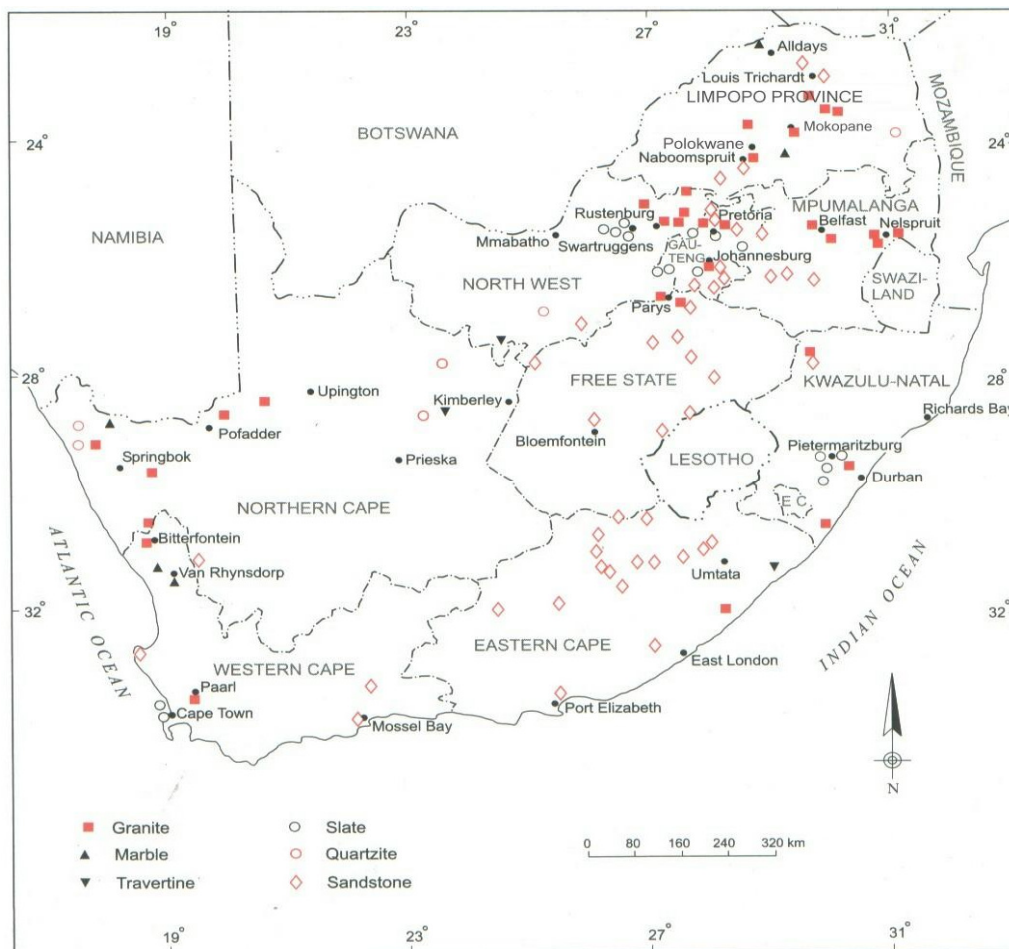 19°
23°
27°
31°
Alldays
Louis Trichardt
LIMPOPO PROVINCE
MOZAMBIQUE
BOTSWANA
Mokopane
24°
24°
Polokwane
Naboomspruit
MPUMALANGA
Rustenburg
Pretoria
Belfast
Nelspruit
NAMIBIA
Mmabatho
Swartruggens
GAU-
TENG
Johannesburg
SWAZI-
LAND
NORTH WEST
Parys
28°
28°
Upington
Kimberley
FREE STATE
KWAZULU-NATAL
Richards Bay
Pofadder
Bloemfontein
Pietermaritzburg
Springbok
Prieska
LESOTHO
Durban
E C
NORTHERN CAPE
ATLANTIC OCEAN
Bitterfontein
Van Rhynsdorp
Umtata
INDIAN OCEAN
32°
32°
EASTERN CAPE
East London
WESTERN CAPE
Paarl
Cape Town
Mossel Bay
Port Elizabeth
N
Granite
Slate
Marble
Quartzite
Travertine
Sandstone
0 80 160 240 320 km
19°
23°
27°
31°